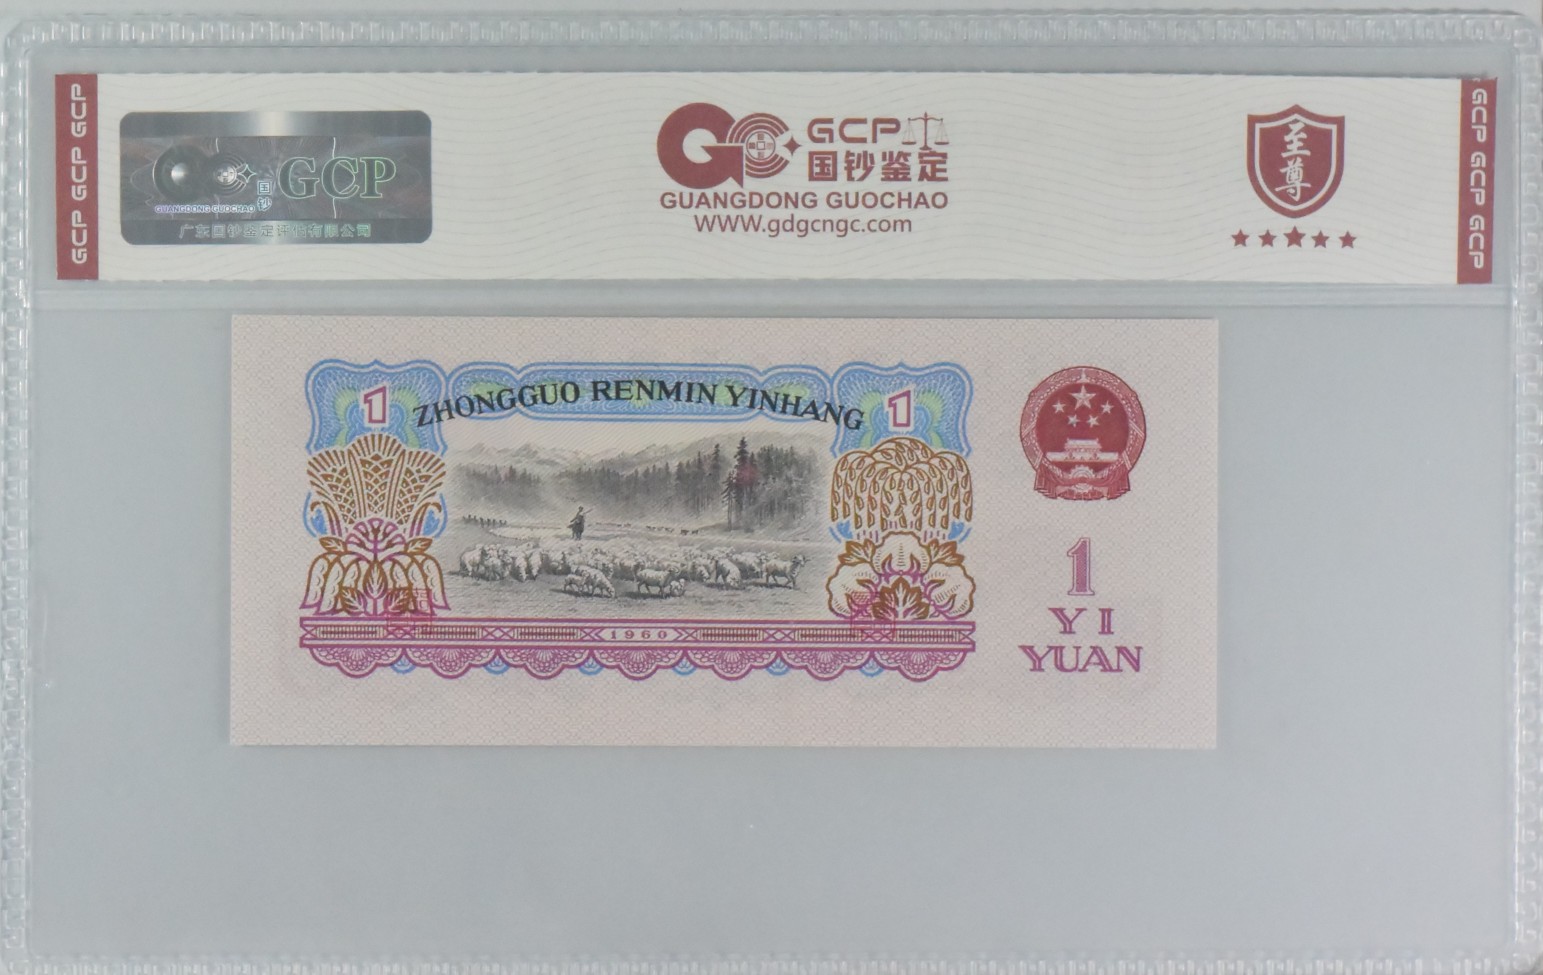 GCP GCP GCP
国钞
GCP
GUANGDONG GUOCHAO
广东国钞鉴定评估有限公司
GCP
国钞鉴定
GUANGDONG GUOCHAO
WWW.gdgcngc.com
至尊
GCP GCP GCP
1
ZHONGGUO RENMIN YINHANG
1
1960
1
YI
YUAN